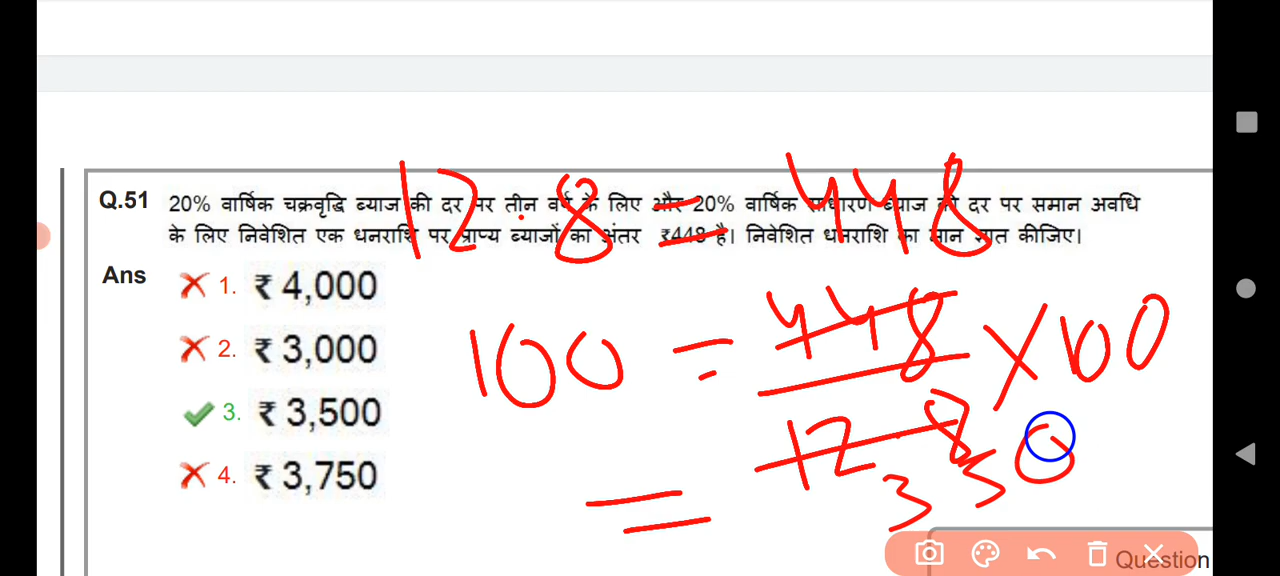 Q.51 20% वार्षिक चक्रवृद्धि ब्याज की दर पर तीन वर्ष के लिए और 20% वार्षिक साधारण ब्याज की दर पर समान अवधि
के लिए निवेशित एक धनराशि पर प्राप्य ब्याजों का अंतर ₹448 है। निवेशित धनराशि का मान ज्ञात कीजिए।
12.8 = 448
Ans
1. ₹ 4,000
2. ₹ 3,000
3. ₹ 3,500
4. ₹ 3,750
100 = 448 × 100
12.8
= 350
Question